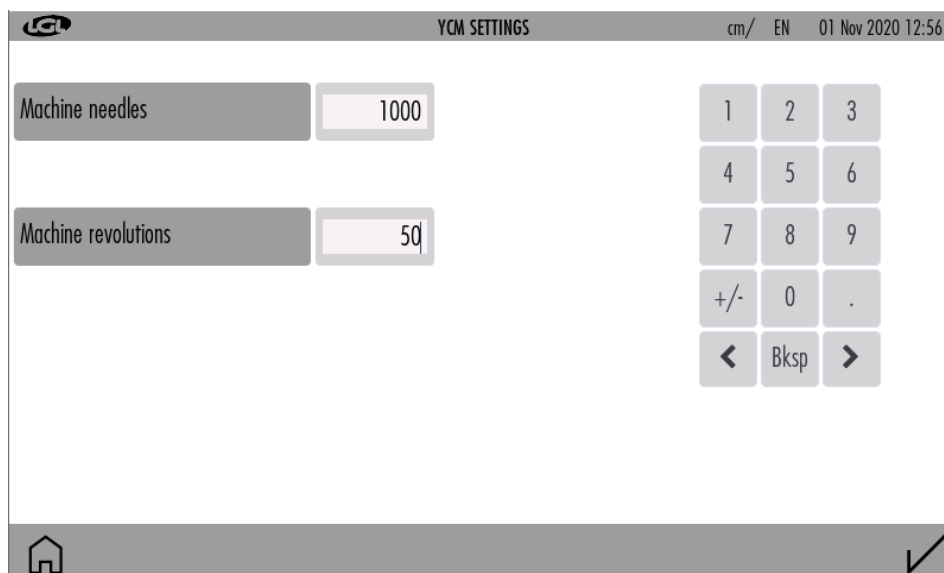 LGL YCM SETTINGS cm/ EN 01 Nov 2020 12:56
Machine needles 1000
1 2 3
4 5 6
Machine revolutions 50
7 8 9
+/- 0 .
< Bksp >